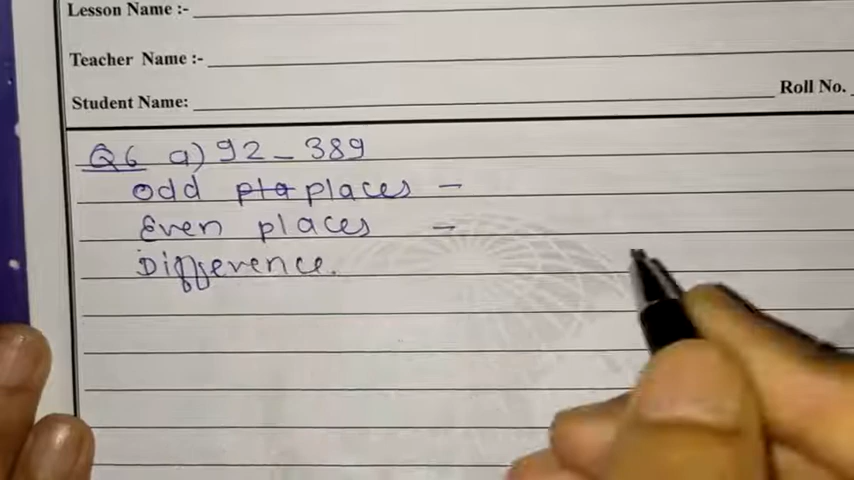 Lesson Name :-
Teacher Name :-
Student Name:
Roll No.
Q6 a) 92_389
Odd pla places -
Even places -
Difference.